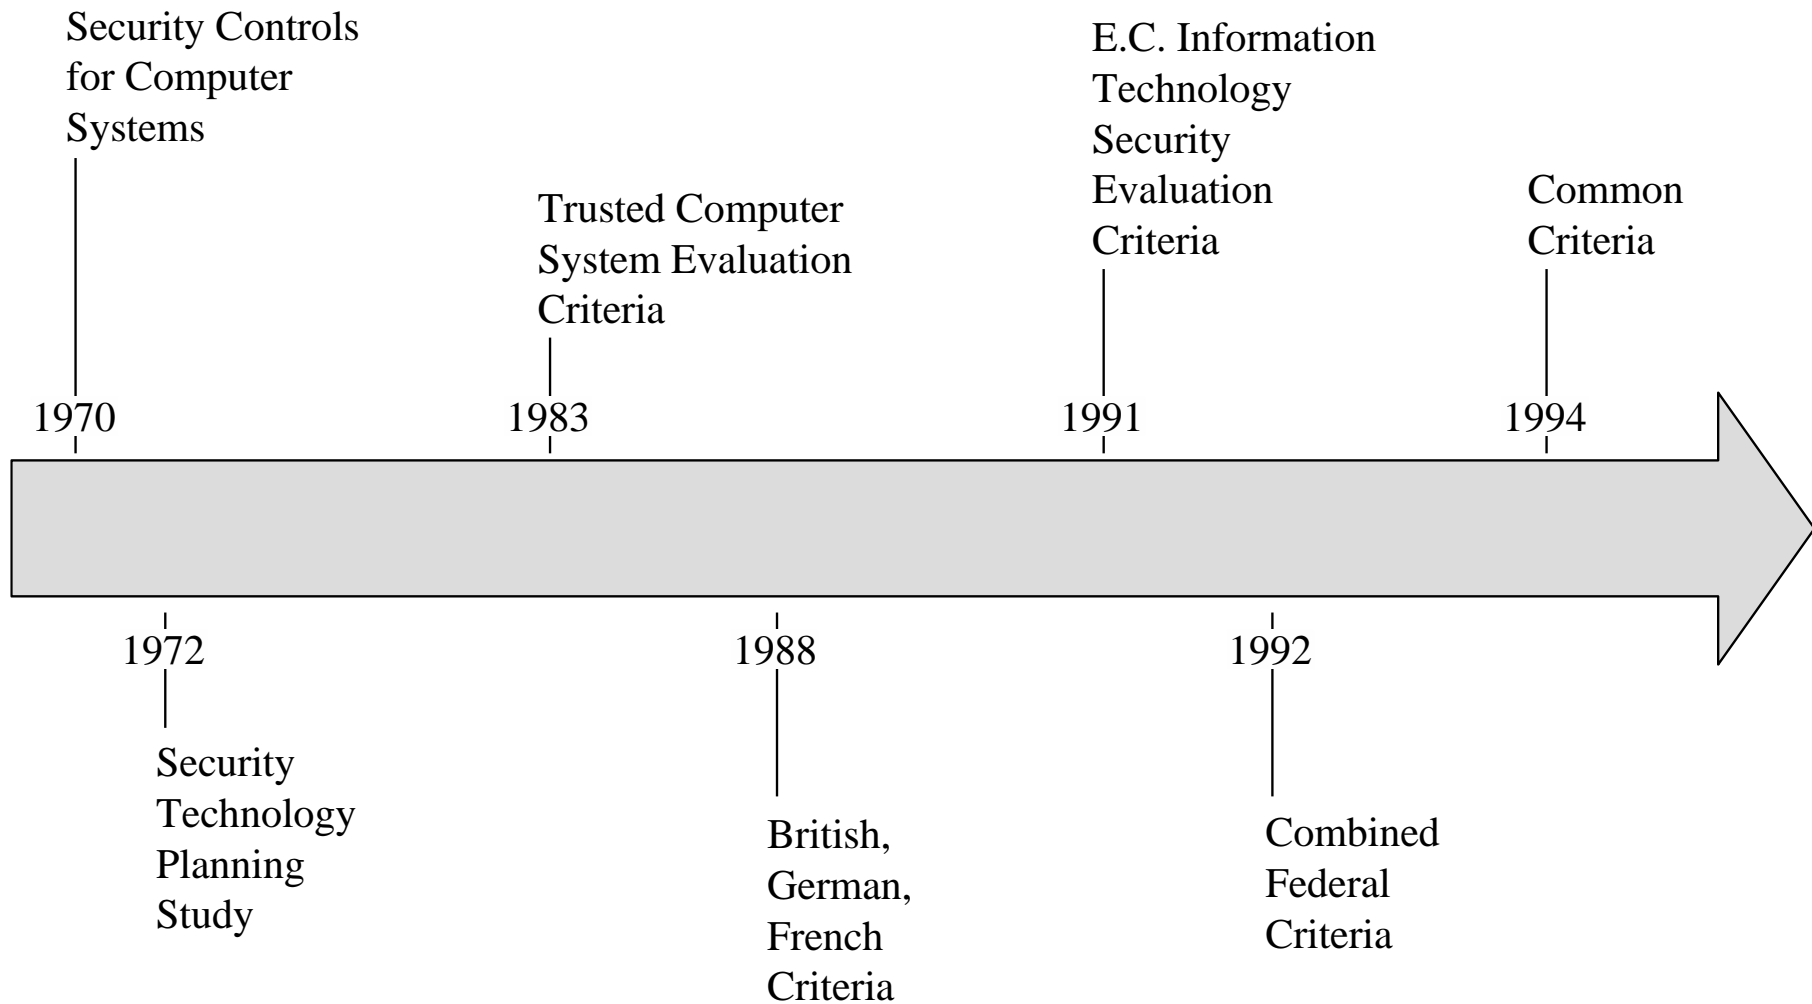 Security Controls
for Computer
Systems
E.C. Information
Technology
Security
Evaluation
Criteria
Trusted Computer
System Evaluation
Criteria
Common
Criteria
1970
1983
1991
1994
1972
1988
1992
Security
Technology
Planning
Study
British,
German,
French
Criteria
Combined
Federal
Criteria